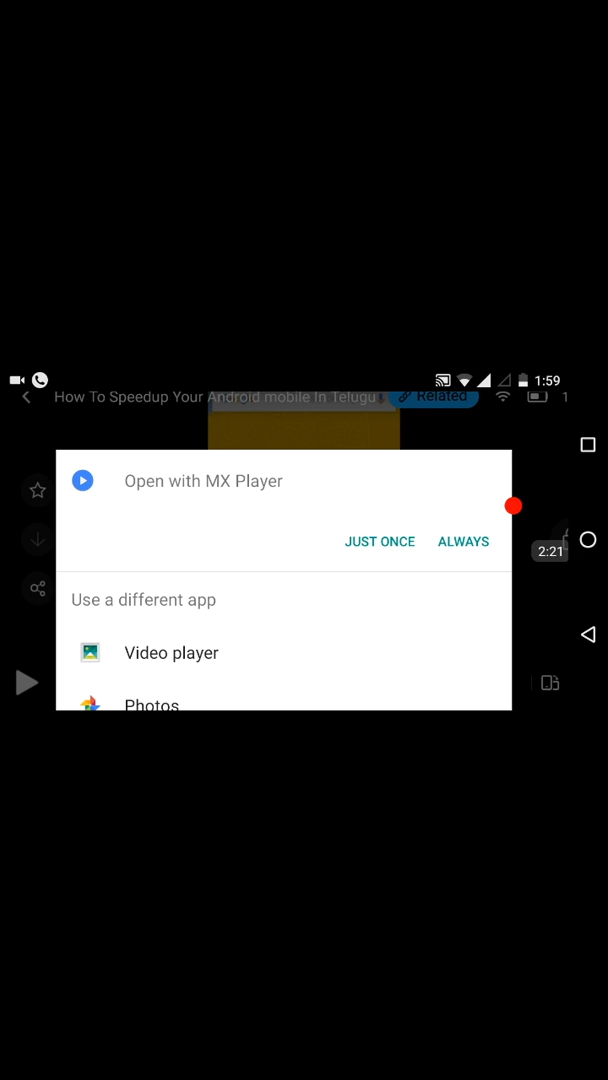 1:59
How To Speedup Your Android mobile In Telugu
Related
1
Open with MX Player
JUST ONCE
ALWAYS
2:21
Use a different app
Video player
Photos